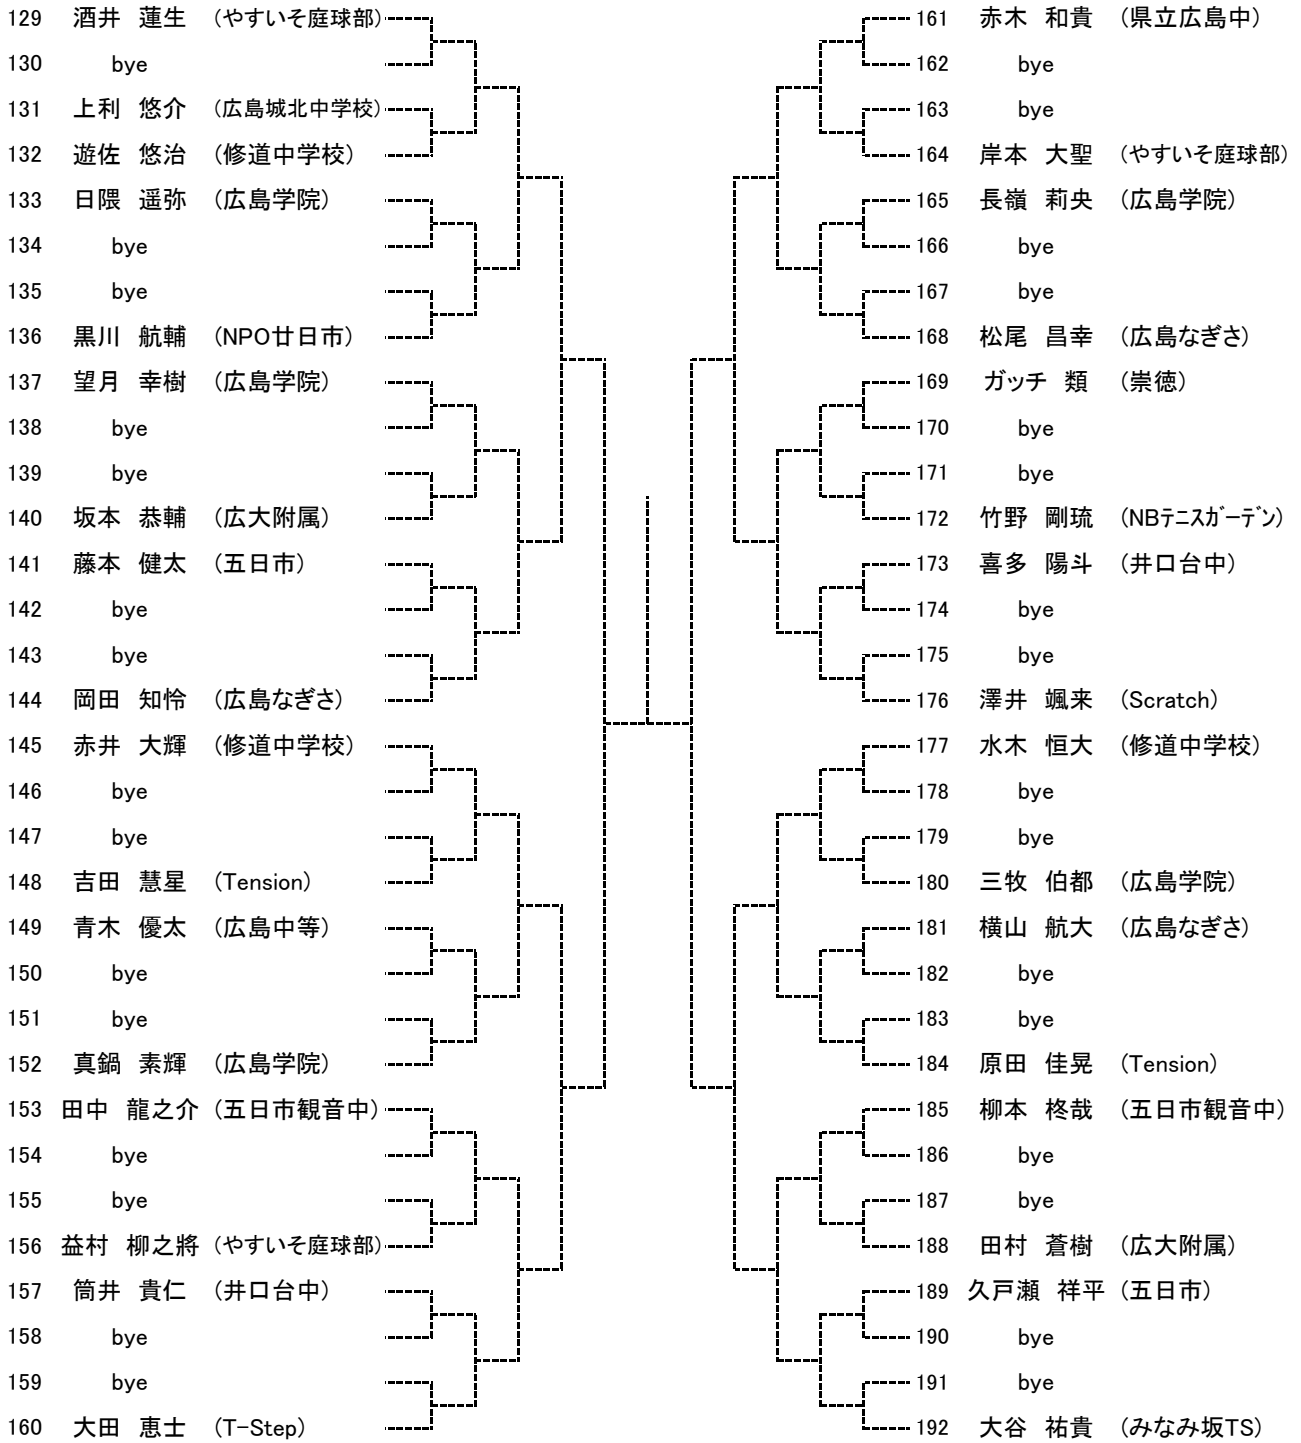 129 酒井 蓮生 (やすいそ庭球部)
130 bye
131 上利 悠介 (広島城北中学校)
132 遊佐 悠治 (修道中学校)
133 日隈 遥弥 (広島学院)
134 bye
135 bye
136 黒川 航輔 (NPO廿日市)
137 望月 幸樹 (広島学院)
138 bye
139 bye
140 坂本 恭輔 (広大附属)
141 藤本 健太 (五日市)
142 bye
143 bye
144 岡田 知怜 (広島なぎさ)
145 赤井 大輝 (修道中学校)
146 bye
147 bye
148 吉田 慧星 (Tension)
149 青木 優太 (広島中等)
150 bye
151 bye
152 真鍋 素輝 (広島学院)
153 田中 龍之介 (五日市観音中)
154 bye
155 bye
156 益村 柳之將 (やすいそ庭球部)
157 筒井 貴仁 (井口台中)
158 bye
159 bye
160 大田 恵士 (T-Step)
161 赤木 和貴 (県立広島中)
162 bye
163 bye
164 岸本 大聖 (やすいそ庭球部)
165 長嶺 莉央 (広島学院)
166 bye
167 bye
168 松尾 昌幸 (広島なぎさ)
169 ガッチ 類 (崇徳)
170 bye
171 bye
172 竹野 剛琉 (NBﾃﾆｽｶﾞｰﾃﾞﾝ)
173 喜多 陽斗 (井口台中)
174 bye
175 bye
176 澤井 颯来 (Scratch)
177 水木 恒大 (修道中学校)
178 bye
179 bye
180 三牧 伯都 (広島学院)
181 横山 航大 (広島なぎさ)
182 bye
183 bye
184 原田 佳晃 (Tension)
185 柳本 柊哉 (五日市観音中)
186 bye
187 bye
188 田村 蒼樹 (広大附属)
189 久戸瀬 祥平 (五日市)
190 bye
191 bye
192 大谷 祐貴 (みなみ坂TS)